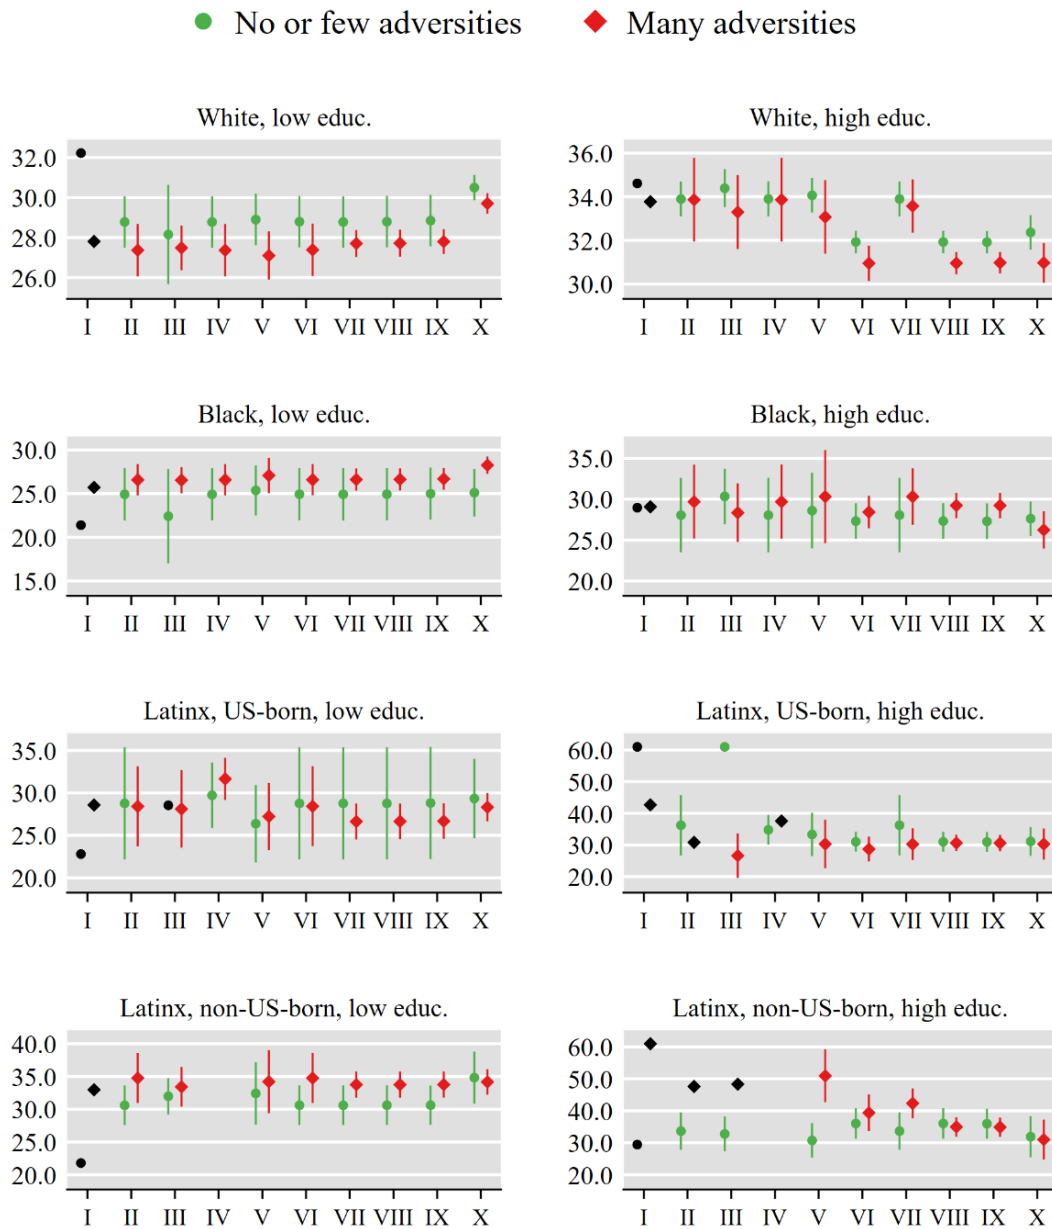 No or few adversities Many adversities
White, low educ.
32.0
30.0
28.0
26.0
I II III IV V VI VII VIII IX X
White, high educ.
36.0
34.0
32.0
30.0
I II III IV V VI VII VIII IX X
Black, low educ.
30.0
25.0
20.0
15.0
I II III IV V VI VII VIII IX X
Black, high educ.
35.0
30.0
25.0
20.0
I II III IV V VI VII VIII IX X
Latinx, US-born, low educ.
35.0
30.0
25.0
20.0
I II III IV V VI VII VIII IX X
Latinx, US-born, high educ.
60.0
50.0
40.0
30.0
20.0
I II III IV V VI VII VIII IX X
Latinx, non-US-born, low educ.
40.0
35.0
30.0
25.0
20.0
I II III IV V VI VII VIII IX X
Latinx, non-US-born, high educ.
60.0
50.0
40.0
30.0
I II III IV V VI VII VIII IX X